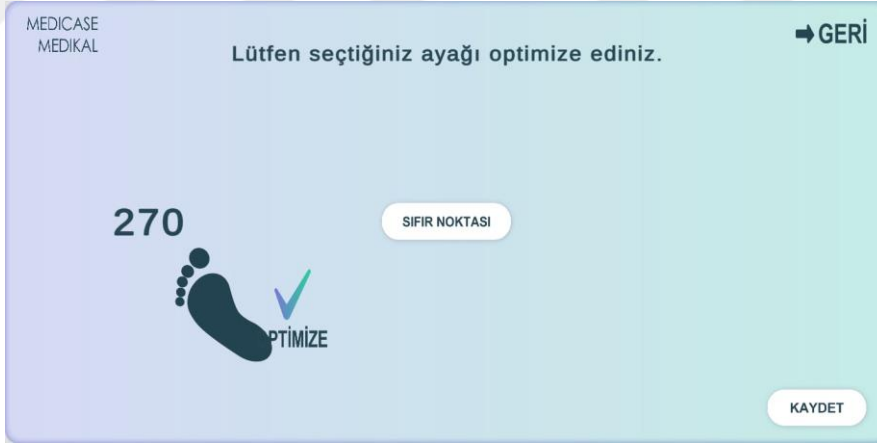 MEDICASE
MEDIKAL
GERİ
Lütfen seçtiğiniz ayağı optimize ediniz.
270
SIFIR NOKTASI
PTİMİZE
KAYDET